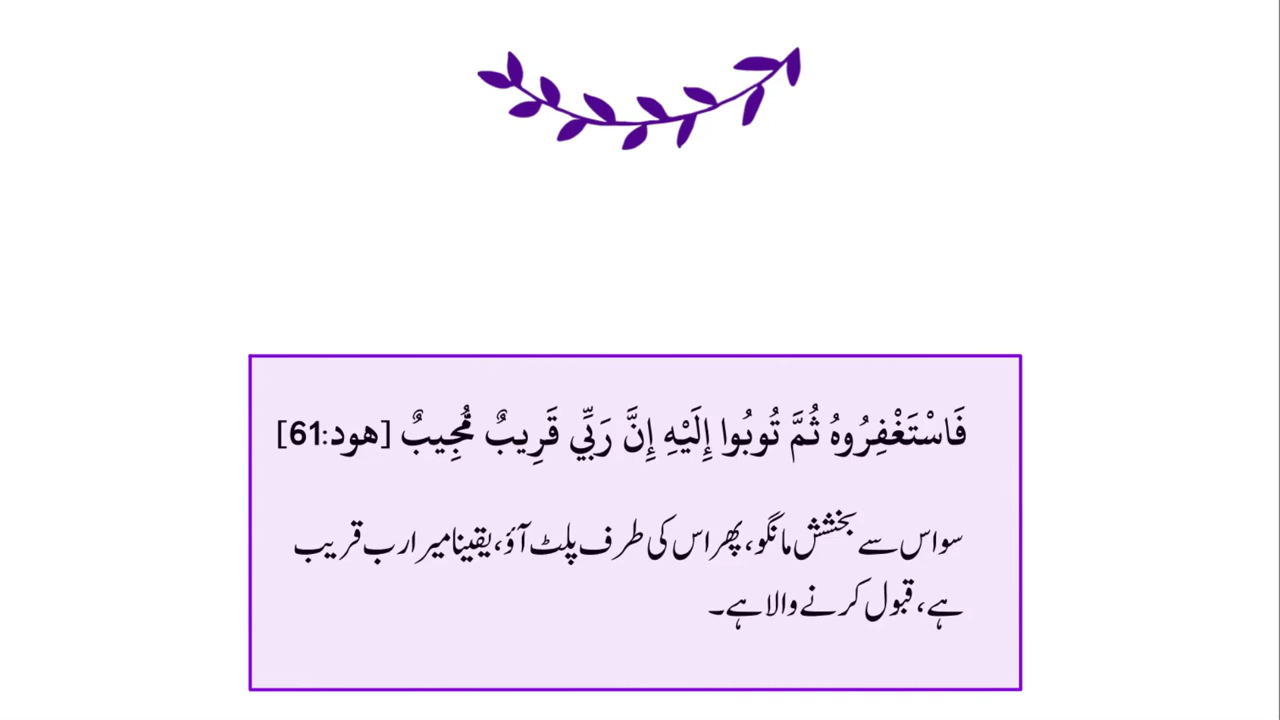 فَاسْتَغْفِرُوهُ ثُمَّ تُوبُوا إِلَيْهِ إِنَّ رَبِّي قَرِيبٌ مُّجِيبٌ [هود:61]
سو اس سے بخشش مانگو، پھر اس کی طرف پلٹ آؤ، یقینا میرا رب قریب
ہے، قبول کرنے والا ہے۔